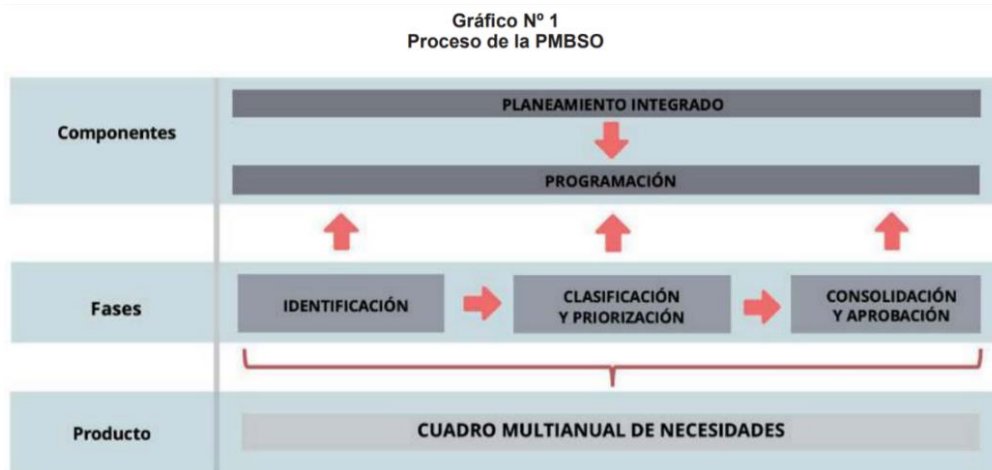 Gráfico Nº 1
Proceso de la PMBSO
Componentes
PLANEAMIENTO INTEGRADO
PROGRAMACIÓN
Fases
IDENTIFICACIÓN
CLASIFICACIÓN
Y PRIORIZACIÓN
CONSOLIDACIÓN
Y APROBACIÓN
Producto
CUADRO MULTIANUAL DE NECESIDADES